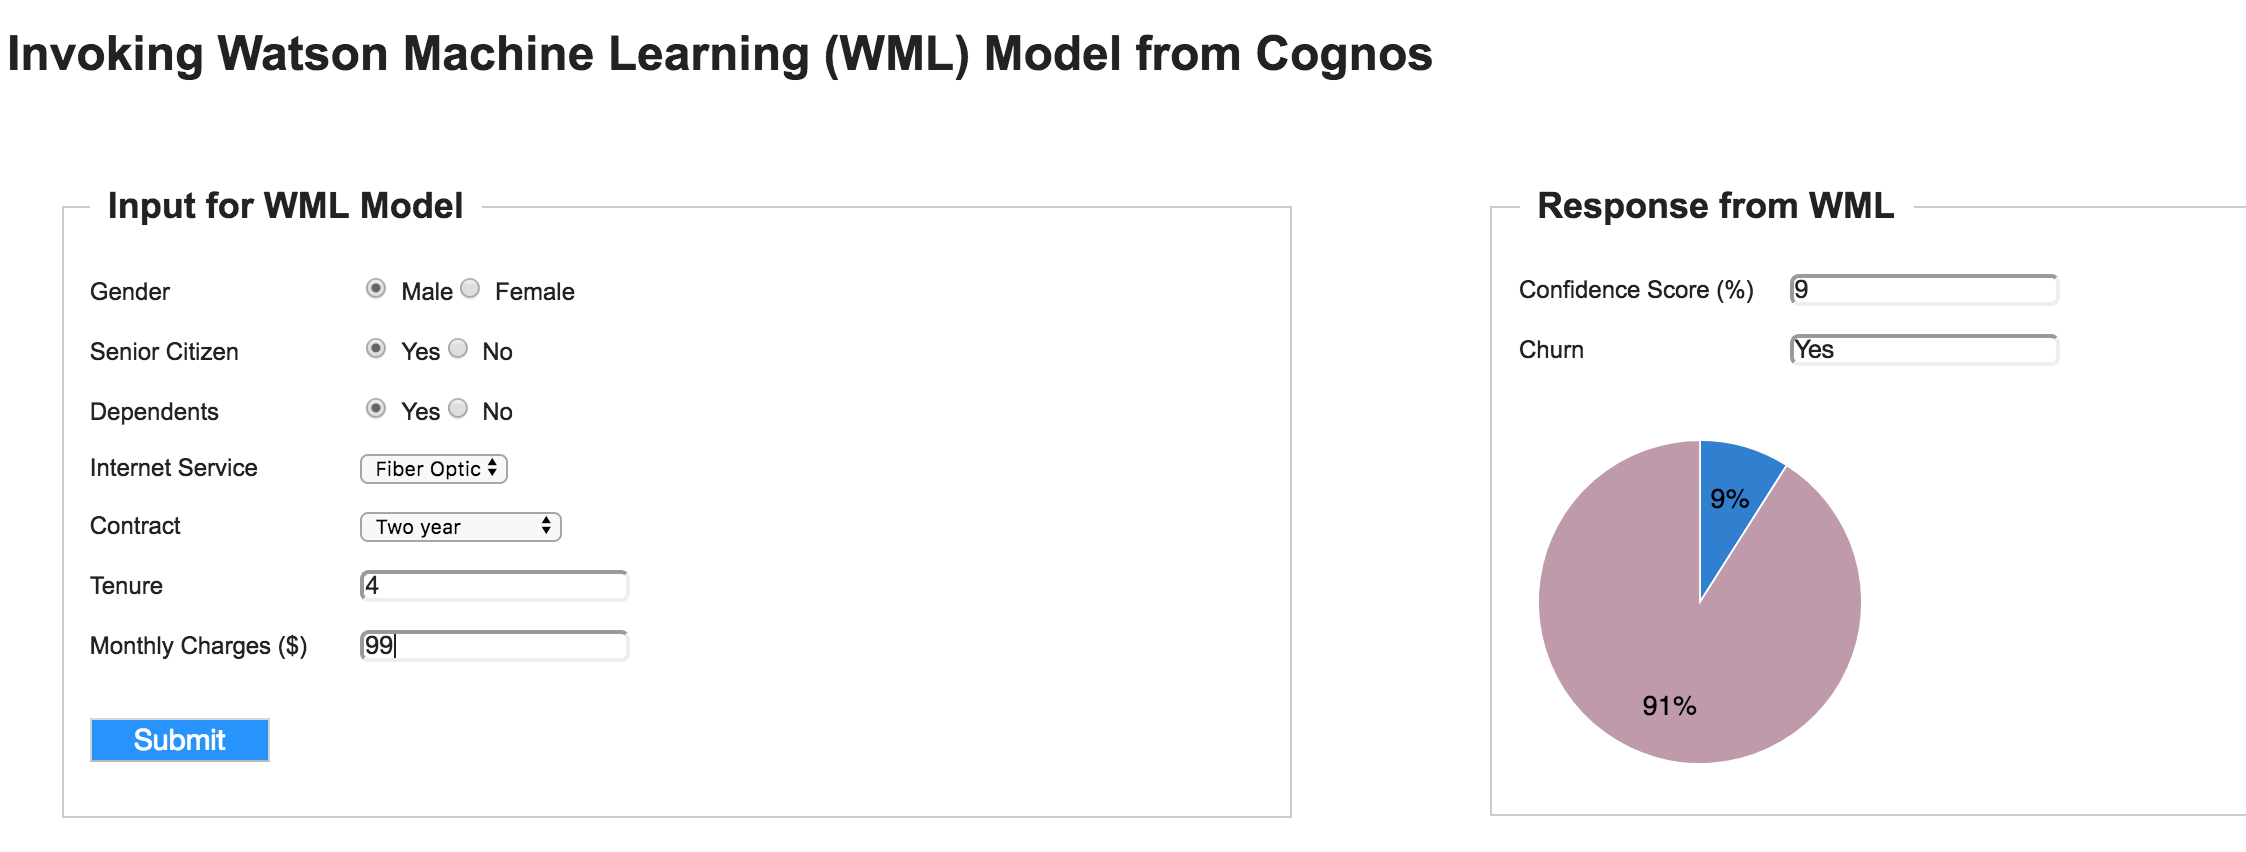 Invoking Watson Machine Learning (WML) Model from Cognos
Input for WML Model
Gender Male Female
Senior Citizen Yes No
Dependents Yes No
Internet Service Fiber Optic
Contract Two year
Tenure 4
Monthly Charges ($) 99
Submit
Response from WML
Confidence Score (%) 9
Churn Yes
9%
91%